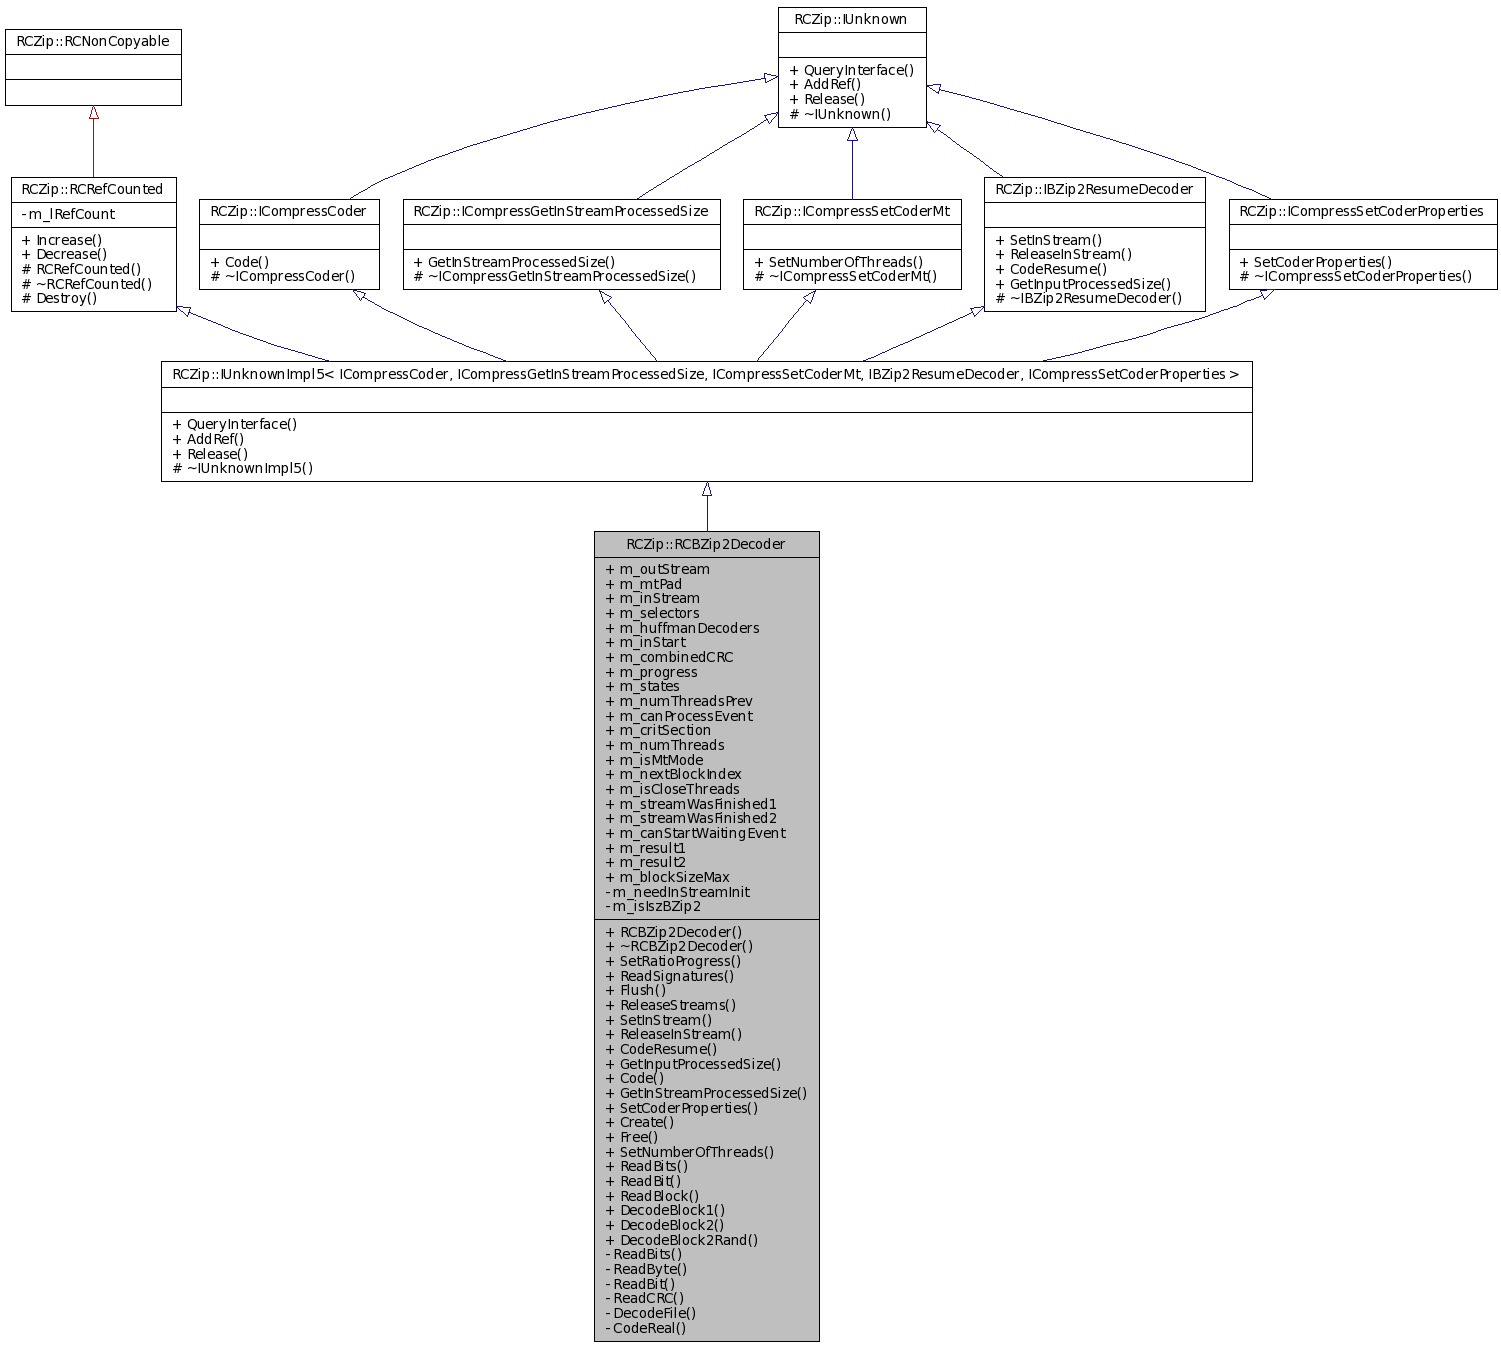 RCZip::IUnknown
+ QueryInterface()
+ AddRef()
+ Release()
# ~IUnknown()
RCZip::RCNonCopyable
RCZip::RCRefCounted
- m_lRefCount
+ Increase()
+ Decrease()
# RCRefCounted()
# ~RCRefCounted()
# Destroy()
RCZip::ICompressCoder
+ Code()
# ~ICompressCoder()
RCZip::ICompressGetInStreamProcessedSize
+ GetInStreamProcessedSize()
# ~ICompressGetInStreamProcessedSize()
RCZip::ICompressSetCoderMt
+ SetNumberOfThreads()
# ~ICompressSetCoderMt()
RCZip::IBZip2ResumeDecoder
+ SetInStream()
+ ReleaseInStream()
+ CodeResume()
+ GetInputProcessedSize()
# ~IBZip2ResumeDecoder()
RCZip::ICompressSetCoderProperties
+ SetCoderProperties()
# ~ICompressSetCoderProperties()
RCZip::IUnknownImpl5< ICompressCoder, ICompressGetInStreamProcessedSize, ICompressSetCoderMt, IBZip2ResumeDecoder, ICompressSetCoderProperties >
+ QueryInterface()
+ AddRef()
+ Release()
# ~IUnknownImpl5()
RCZip::RCBZip2Decoder
+ m_outStream
+ m_mtPad
+ m_inStream
+ m_selectors
+ m_huffmanDecoders
+ m_inStart
+ m_combinedCRC
+ m_progress
+ m_states
+ m_numThreadsPrev
+ m_canProcessEvent
+ m_critSection
+ m_numThreads
+ m_isMtMode
+ m_nextBlockIndex
+ m_isCloseThreads
+ m_streamWasFinished1
+ m_streamWasFinished2
+ m_canStartWaitingEvent
+ m_result1
+ m_result2
+ m_blockSizeMax
- m_needInStreamInit
- m_isIszBZip2
+ RCBZip2Decoder()
+ ~RCBZip2Decoder()
+ SetRatioProgress()
+ ReadSignatures()
+ Flush()
+ ReleaseStreams()
+ SetInStream()
+ ReleaseInStream()
+ CodeResume()
+ GetInputProcessedSize()
+ Code()
+ GetInStreamProcessedSize()
+ SetCoderProperties()
+ Create()
+ Free()
+ SetNumberOfThreads()
+ ReadBits()
+ ReadBit()
+ ReadBlock()
+ DecodeBlock1()
+ DecodeBlock2()
+ DecodeBlock2Rand()
- ReadBits()
- ReadByte()
- ReadBit()
- ReadCRC()
- DecodeFile()
- CodeReal()